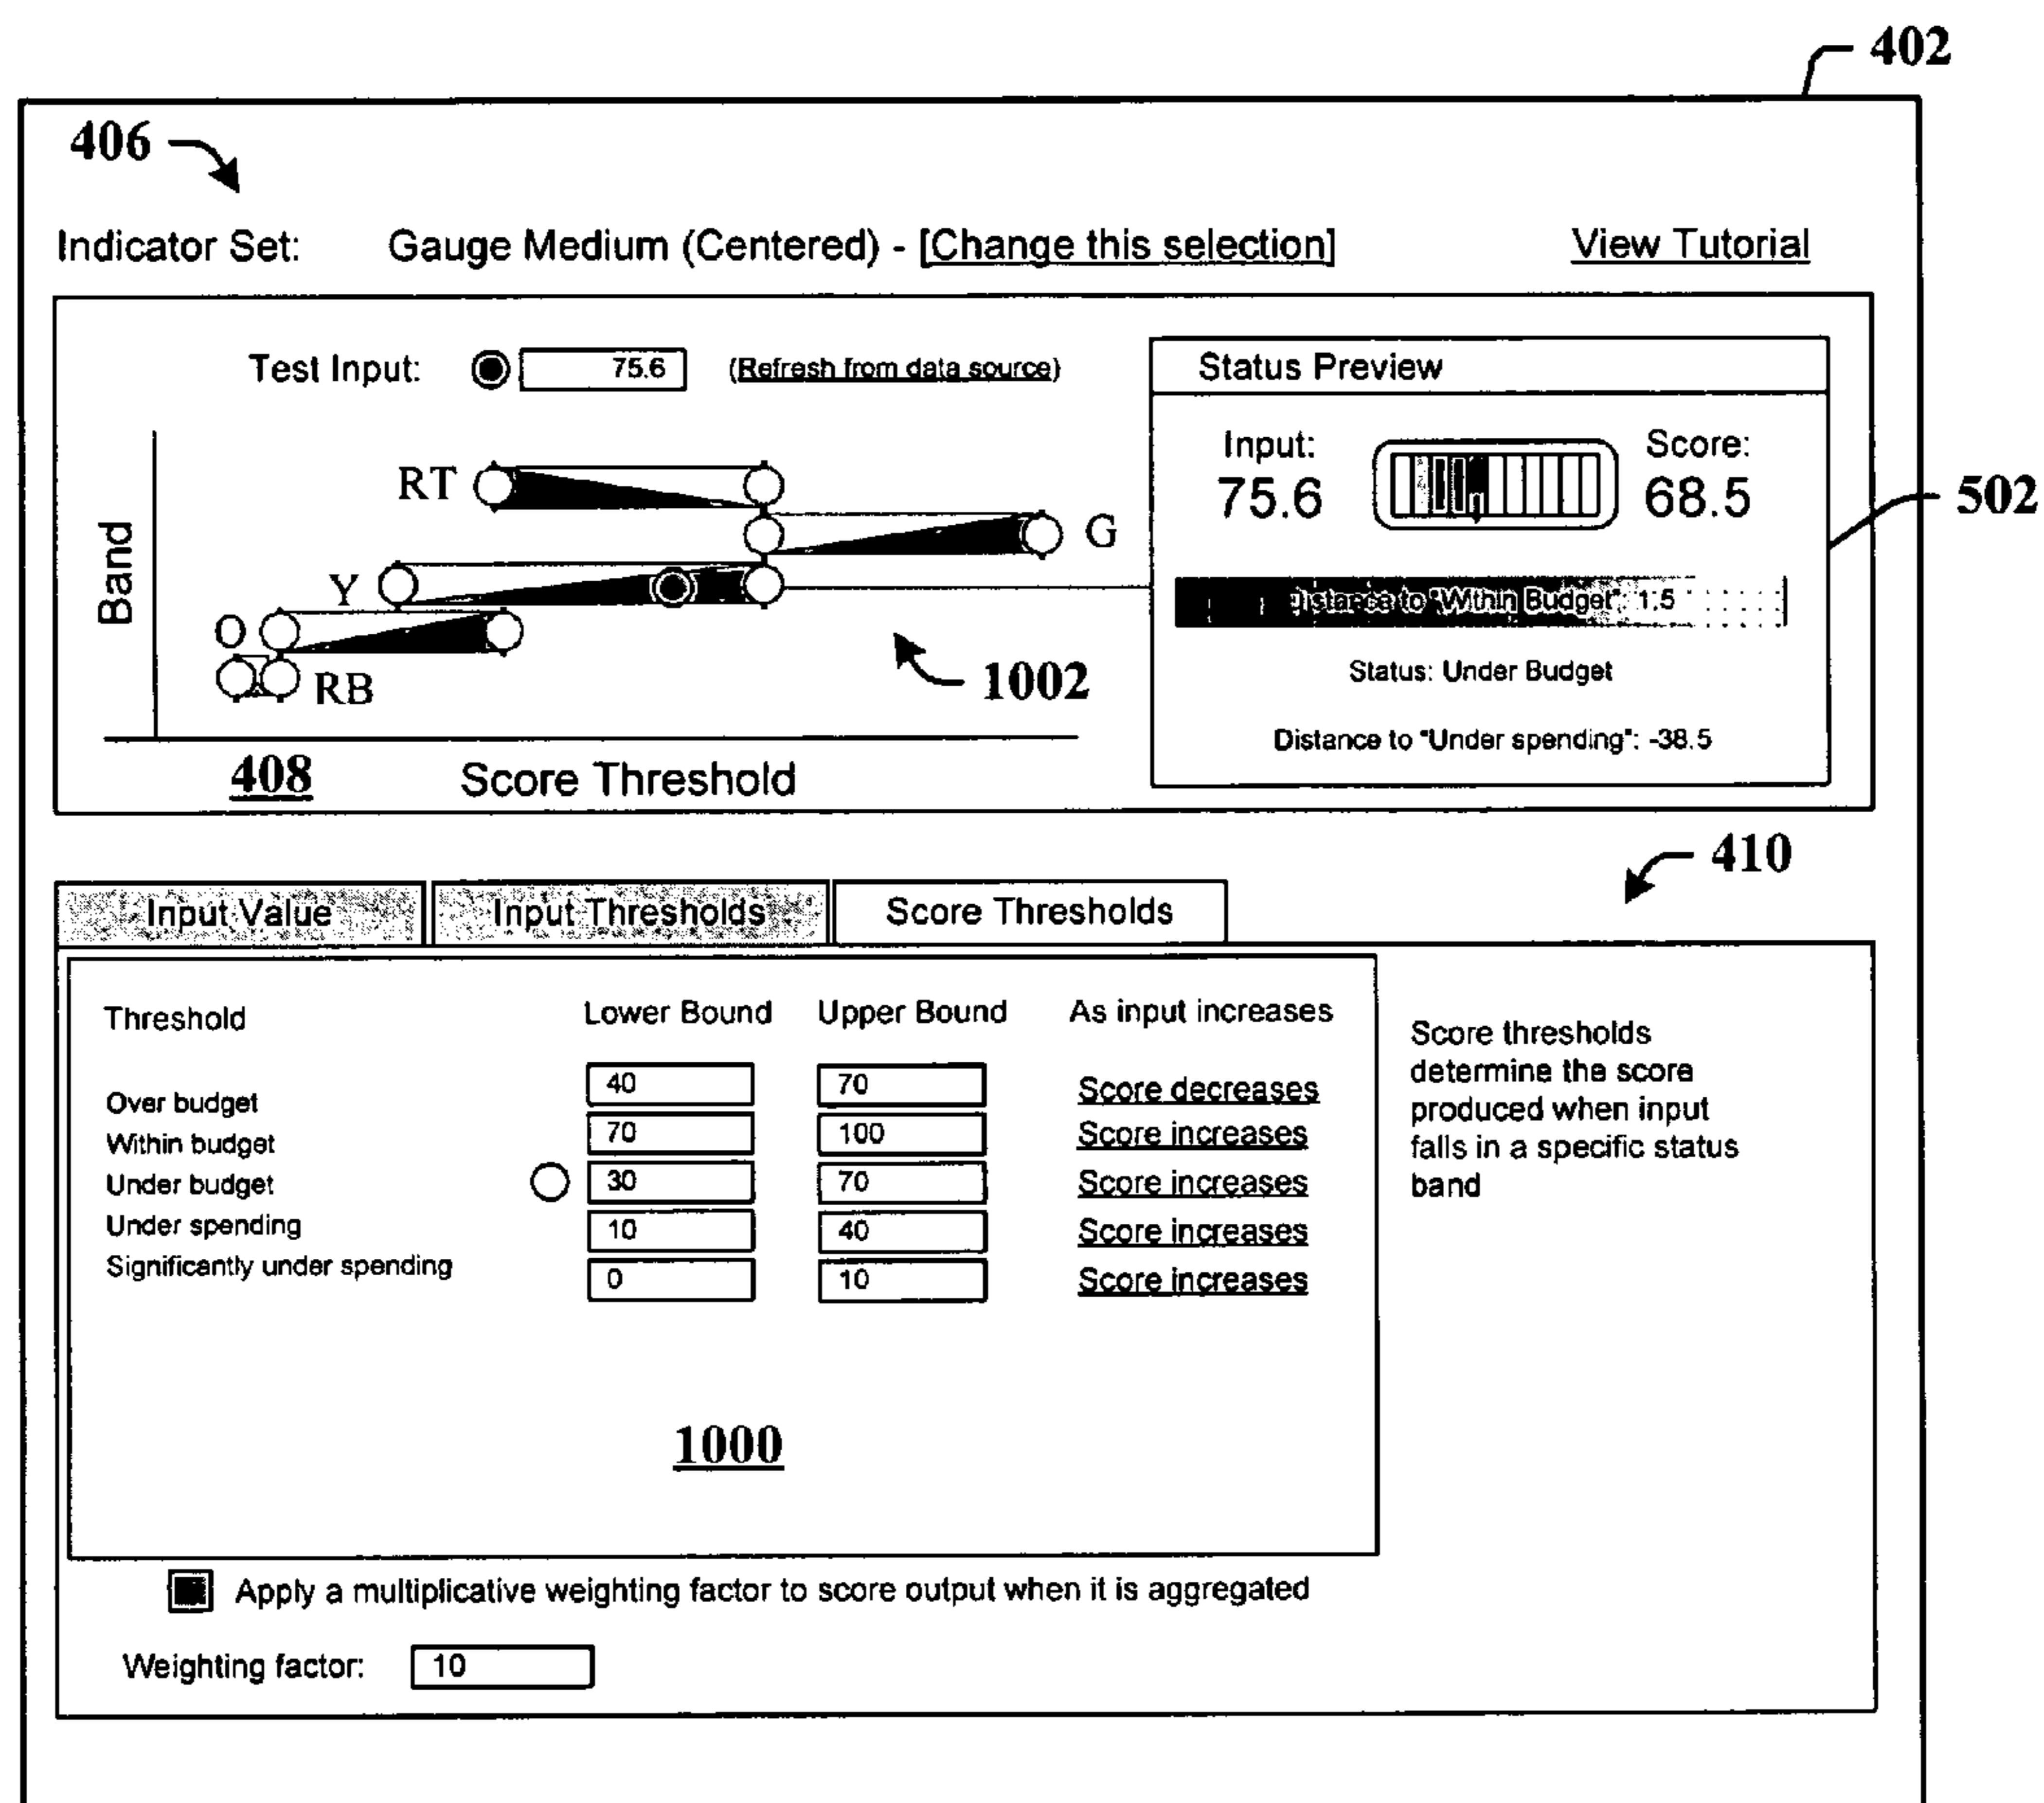 402
406
Indicator Set: Gauge Medium (Centered) - [Change this selection] View Tutorial
Test Input: 75.6 (Refresh from data source)
Status Preview
Input: Score:
75.6 68.5
502
RT
G
Y
O
RB
Band
1002
to "Within Budget": 1.5
Status: Under Budget
Distance to "Under spending": -38.5
408 Score Threshold
410
Input Value Input Thresholds Score Thresholds
Threshold Lower Bound Upper Bound As input increases
Over budget 40 70 Score decreases
Within budget 70 100 Score increases
Under budget 30 70 Score increases
Under spending 10 40 Score increases
Significantly under spending 0 10 Score increases
Score thresholds
determine the score
produced when input
falls in a specific status
band
1000
Apply a multiplicative weighting factor to score output when it is aggregated
Weighting factor: 10